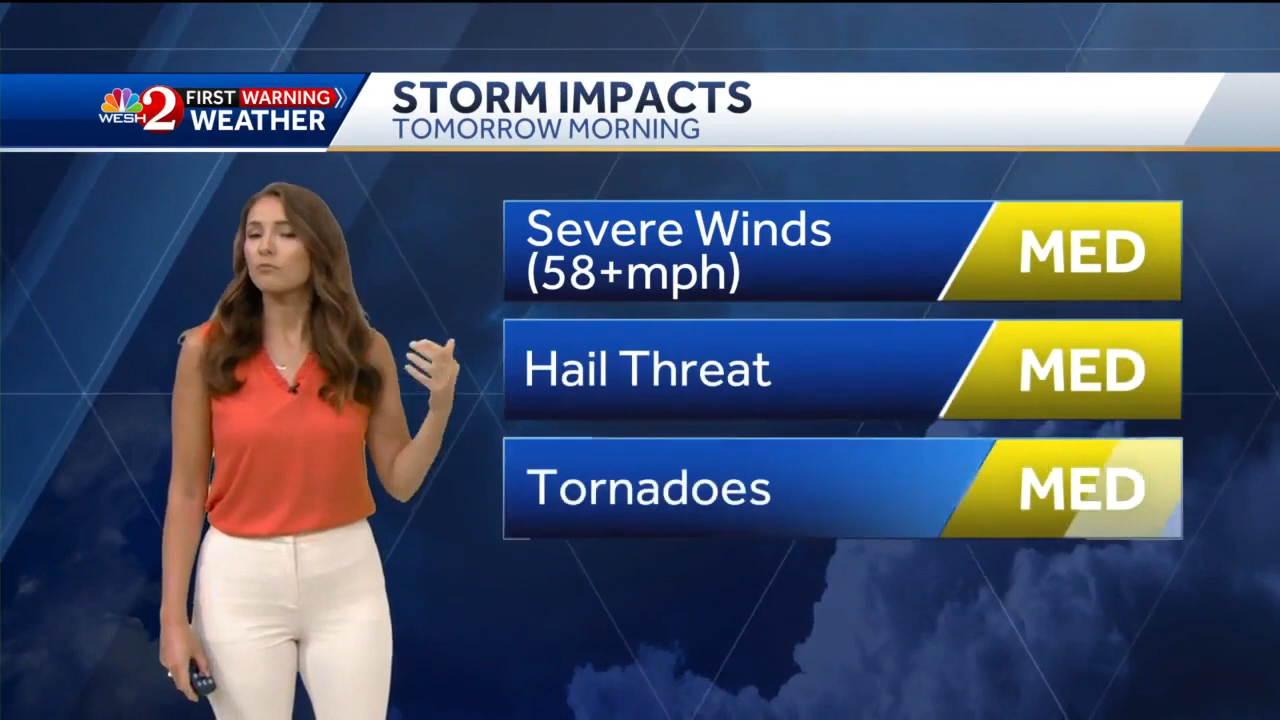 WESH 2 FIRST WARNING
WEATHER
STORM IMPACTS
TOMORROW MORNING
Severe Winds
(58+mph)
MED
Hail Threat
MED
Tornadoes
MED